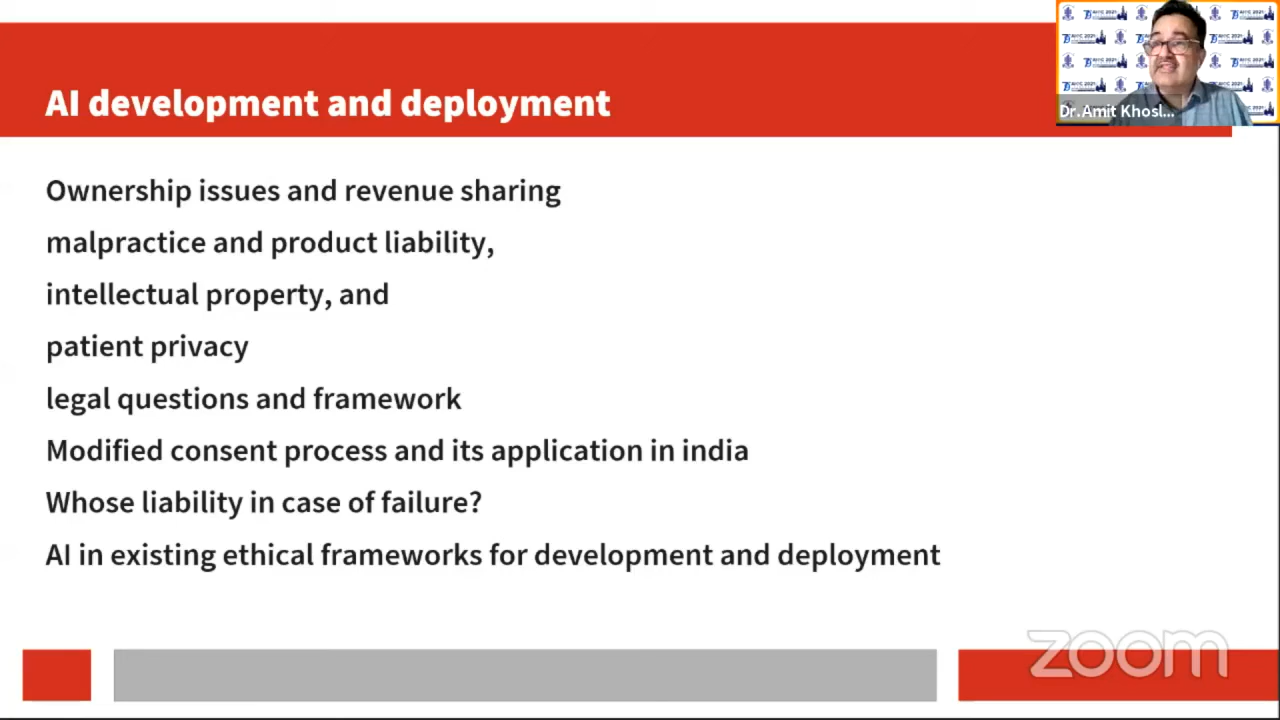 AI development and deployment
Dr.Amit Khosl...
Ownership issues and revenue sharing
malpractice and product liability,
intellectual property, and
patient privacy
legal questions and framework
Modified consent process and its application in india
Whose liability in case of failure?
AI in existing ethical frameworks for development and deployment
zoom